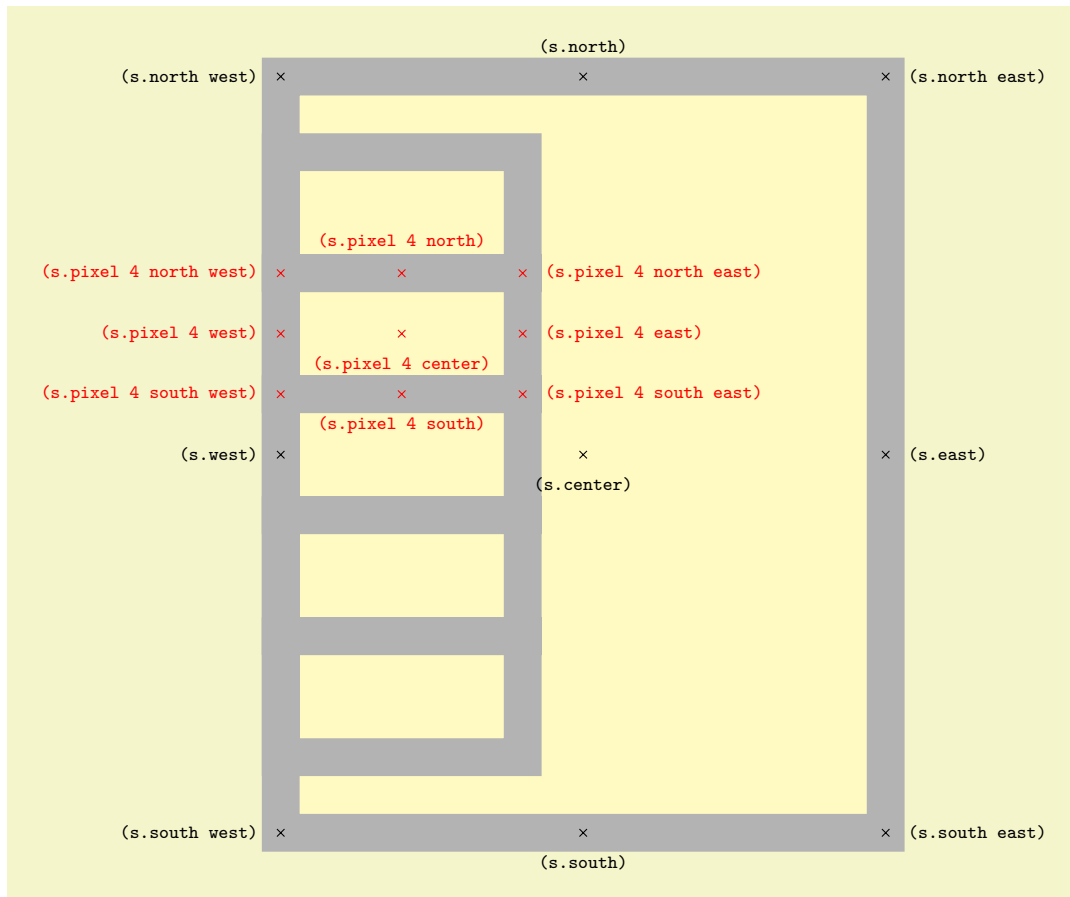 (s.north)
(s.north west)
(s.north east)
(s.pixel 4 north)
(s.pixel 4 north west)
(s.pixel 4 north east)
(s.pixel 4 west)
(s.pixel 4 east)
(s.pixel 4 center)
(s.pixel 4 south west)
(s.pixel 4 south east)
(s.pixel 4 south)
(s.west)
(s.east)
(s.center)
(s.south west)
(s.south east)
(s.south)